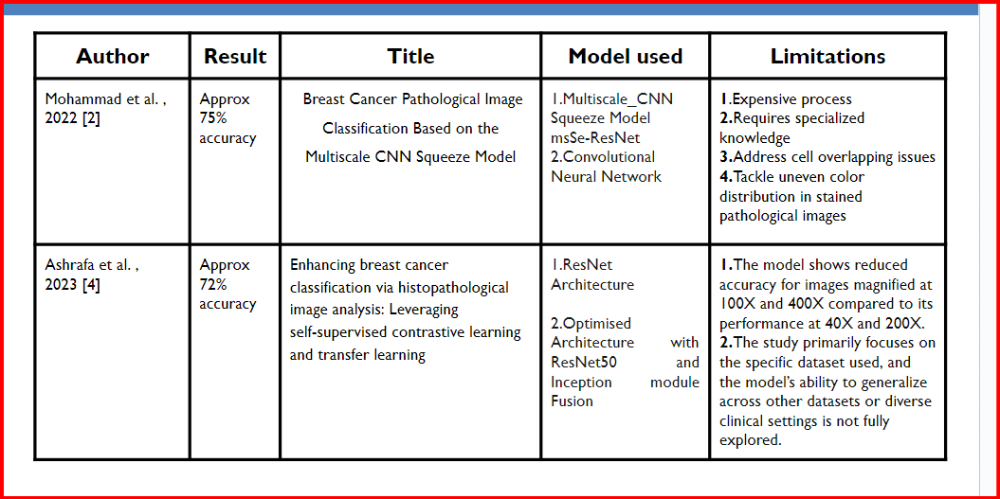 Author Result Title Model used Limitations
Mohammad et al. ,
2022 [2]
Approx
75%
accuracy
Breast Cancer Pathological Image
Classification Based on the
Multiscale CNN Squeeze Model
1.Multiscale_CNN
Squeeze Model
msSe-ResNet
2.Convolutional
Neural Network
1.Expensive process
2.Requires specialized
knowledge
3.Address cell overlapping issues
4.Tackle uneven color
distribution in stained
pathological images
Ashrafa et al. ,
2023 [4]
Approx
72%
accuracy
Enhancing breast cancer
classification via histopathological
image analysis: Leveraging
self-supervised contrastive learning
and transfer learning
1.ResNet
Architecture
2.Optimised
Architecture with
ResNet50 and
Inception module
Fusion
1.The model shows reduced
accuracy for images magnified at
100X and 400X compared to its
performance at 40X and 200X.
2.The study primarily focuses on
the specific dataset used, and
the model's ability to generalize
across other datasets or diverse
clinical settings is not fully
explored.